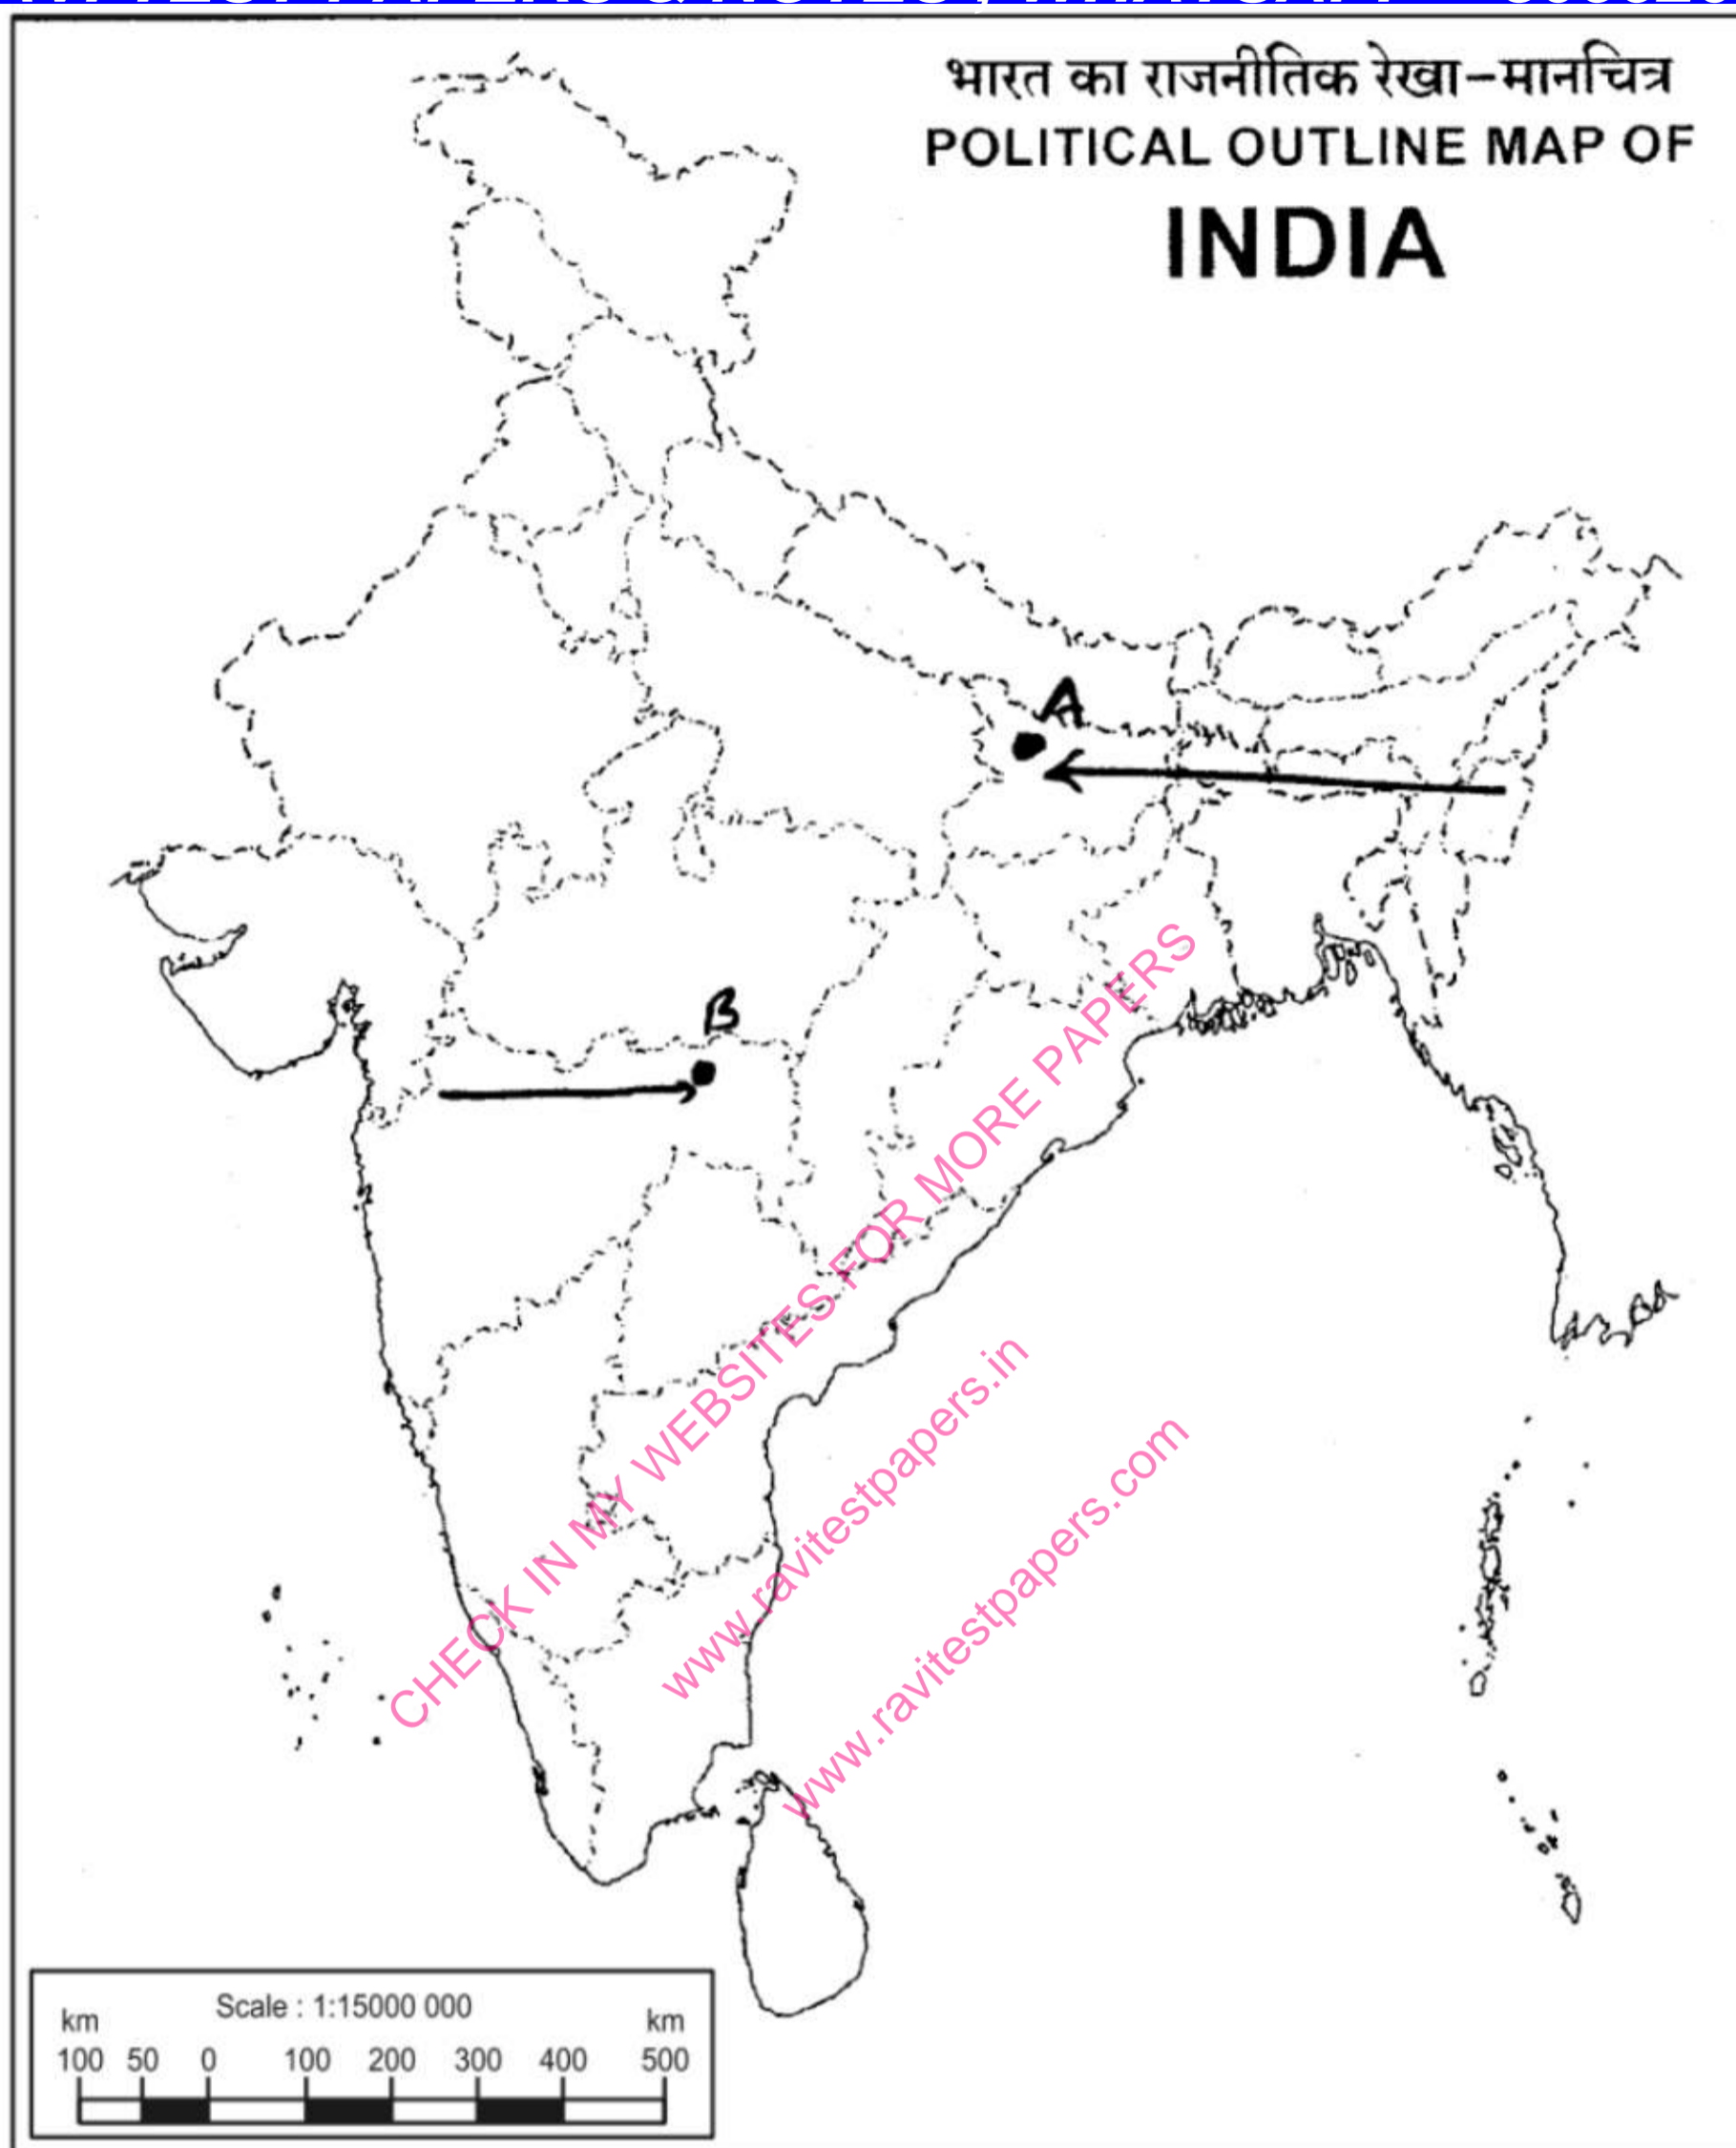 भारत का राजनीतिक रेखा-मानचित्र
POLITICAL OUTLINE MAP OF
INDIA
A
B
CHECK IN MY WEBSITES FOR MORE PAPERS
www.ravitestpapers.in
www.ravitestpapers.com
Scale : 1:15000 000
km km
100 50 0 100 200 300 400 500